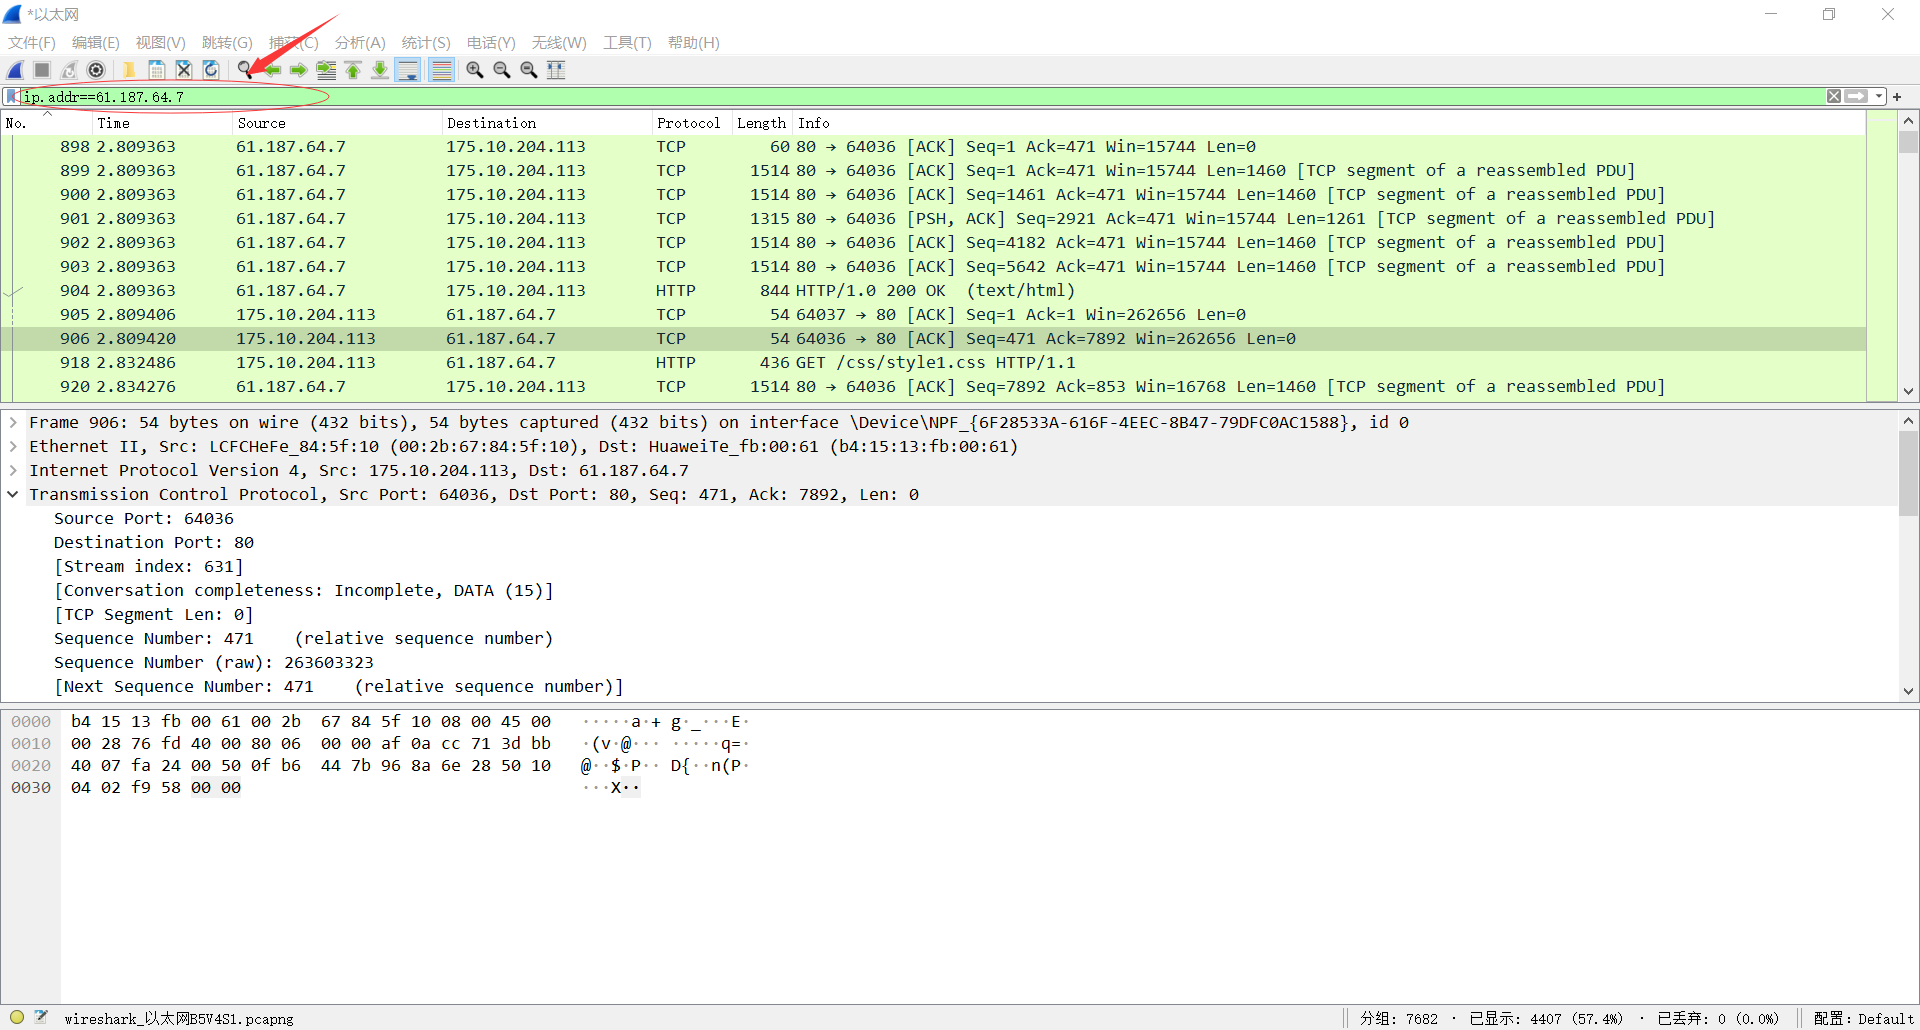 *以太网
文件(F) 编辑(E) 视图(V) 跳转(G) 捕获(C) 分析(A) 统计(S) 电话(Y) 无线(W) 工具(T) 帮助(H)
ip.addr==61.187.64.7
No. Time Source Destination Protocol Length Info
898 2.809363 61.187.64.7 175.10.204.113 TCP 60 80 → 64036 [ACK] Seq=1 Ack=471 Win=15744 Len=0
899 2.809363 61.187.64.7 175.10.204.113 TCP 1514 80 → 64036 [ACK] Seq=1 Ack=471 Win=15744 Len=1460 [TCP segment of a reassembled PDU]
900 2.809363 61.187.64.7 175.10.204.113 TCP 1514 80 → 64036 [ACK] Seq=1461 Ack=471 Win=15744 Len=1460 [TCP segment of a reassembled PDU]
901 2.809363 61.187.64.7 175.10.204.113 TCP 1315 80 → 64036 [PSH, ACK] Seq=2921 Ack=471 Win=15744 Len=1261 [TCP segment of a reassembled PDU]
902 2.809363 61.187.64.7 175.10.204.113 TCP 1514 80 → 64036 [ACK] Seq=4182 Ack=471 Win=15744 Len=1460 [TCP segment of a reassembled PDU]
903 2.809363 61.187.64.7 175.10.204.113 TCP 1514 80 → 64036 [ACK] Seq=5642 Ack=471 Win=15744 Len=1460 [TCP segment of a reassembled PDU]
904 2.809363 61.187.64.7 175.10.204.113 HTTP 844 HTTP/1.0 200 OK  (text/html)
905 2.809406 175.10.204.113 61.187.64.7 TCP 54 64037 → 80 [ACK] Seq=1 Ack=1 Win=262656 Len=0
906 2.809420 175.10.204.113 61.187.64.7 TCP 54 64036 → 80 [ACK] Seq=471 Ack=7892 Win=262656 Len=0
918 2.832486 175.10.204.113 61.187.64.7 HTTP 436 GET /css/style1.css HTTP/1.1
920 2.834276 61.187.64.7 175.10.204.113 TCP 1514 80 → 64036 [ACK] Seq=7892 Ack=853 Win=16768 Len=1460 [TCP segment of a reassembled PDU]
Frame 906: 54 bytes on wire (432 bits), 54 bytes captured (432 bits) on interface \Device\NPF_{6F28533A-616F-4EEC-8B47-79DFC0AC1588}, id 0
Ethernet II, Src: LCFCHeFe_84:5f:10 (00:2b:67:84:5f:10), Dst: HuaweiTe_fb:00:61 (b4:15:13:fb:00:61)
Internet Protocol Version 4, Src: 175.10.204.113, Dst: 61.187.64.7
Transmission Control Protocol, Src Port: 64036, Dst Port: 80, Seq: 471, Ack: 7892, Len: 0
Source Port: 64036
Destination Port: 80
[Stream index: 631]
[Conversation completeness: Incomplete, DATA (15)]
[TCP Segment Len: 0]
Sequence Number: 471    (relative sequence number)
Sequence Number (raw): 263603323
[Next Sequence Number: 471    (relative sequence number)]
0000 b4 15 13 fb 00 61 00 2b 67 84 5f 10 08 00 45 00 ·····a·+ g·_···E·
0010 00 28 76 fd 40 00 80 06 00 00 af 0a cc 71 3d bb ·(v·@··· ·····q=·
0020 40 07 fa 24 00 50 0f b6 44 7b 96 8a 6e 28 50 10 @··$·P·· D{··n(P·
0030 04 02 f9 58 00 00 ···X··
wireshark_以太网B5V4S1.pcapng 分组: 7682 · 已显示: 4407 (57.4%) · 已丢弃: 0 (0.0%) 配置: Default